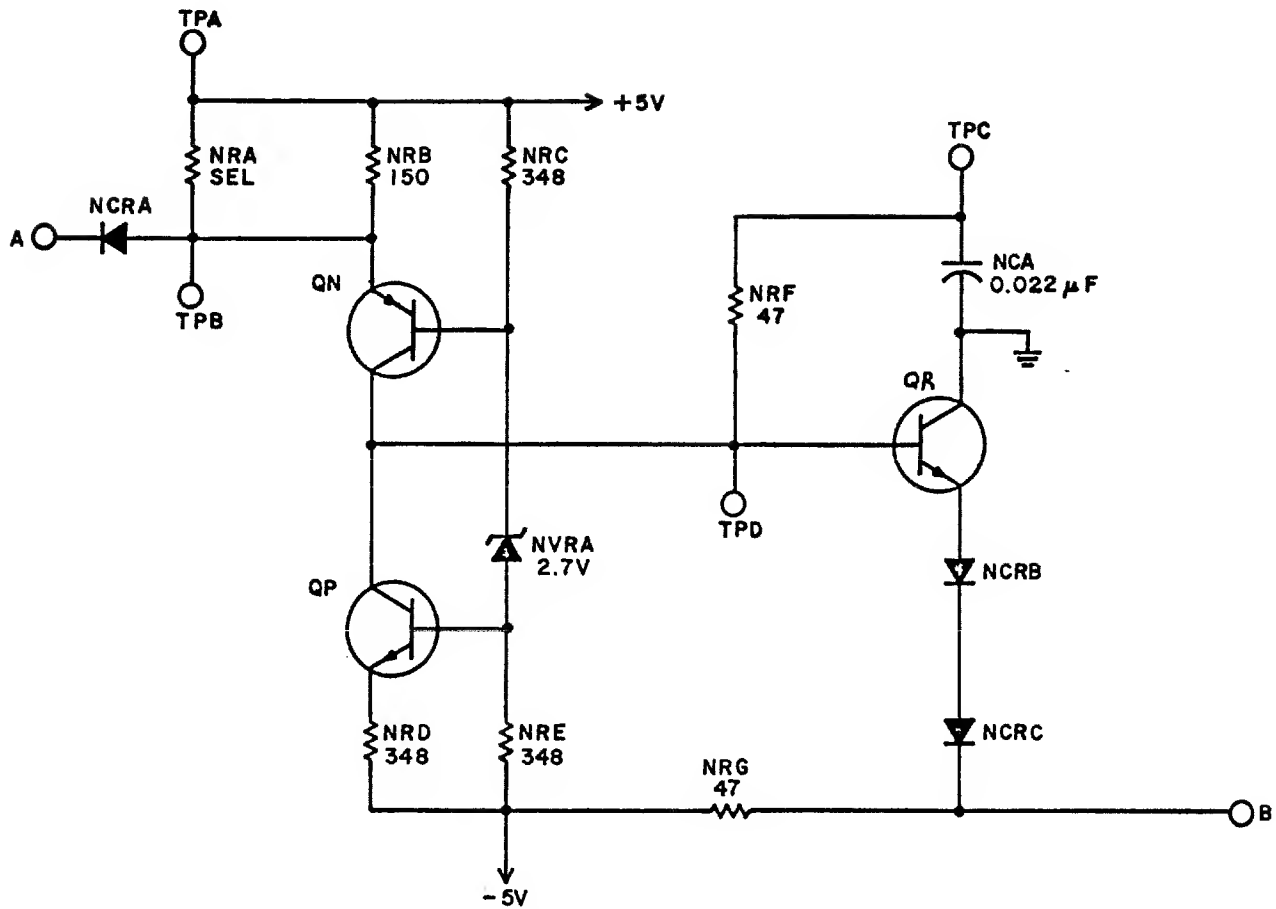 TPA
+5V
NRA
SEL
NRB
150
NRC
348
TPC
NCRA
A
TPB
QN
NRF
47
NCA
0.022 µF
QR
TPD
NVRA
2.7V
QP
NCRB
NRD
348
NRE
348
NCRC
NRG
47
B
-5V